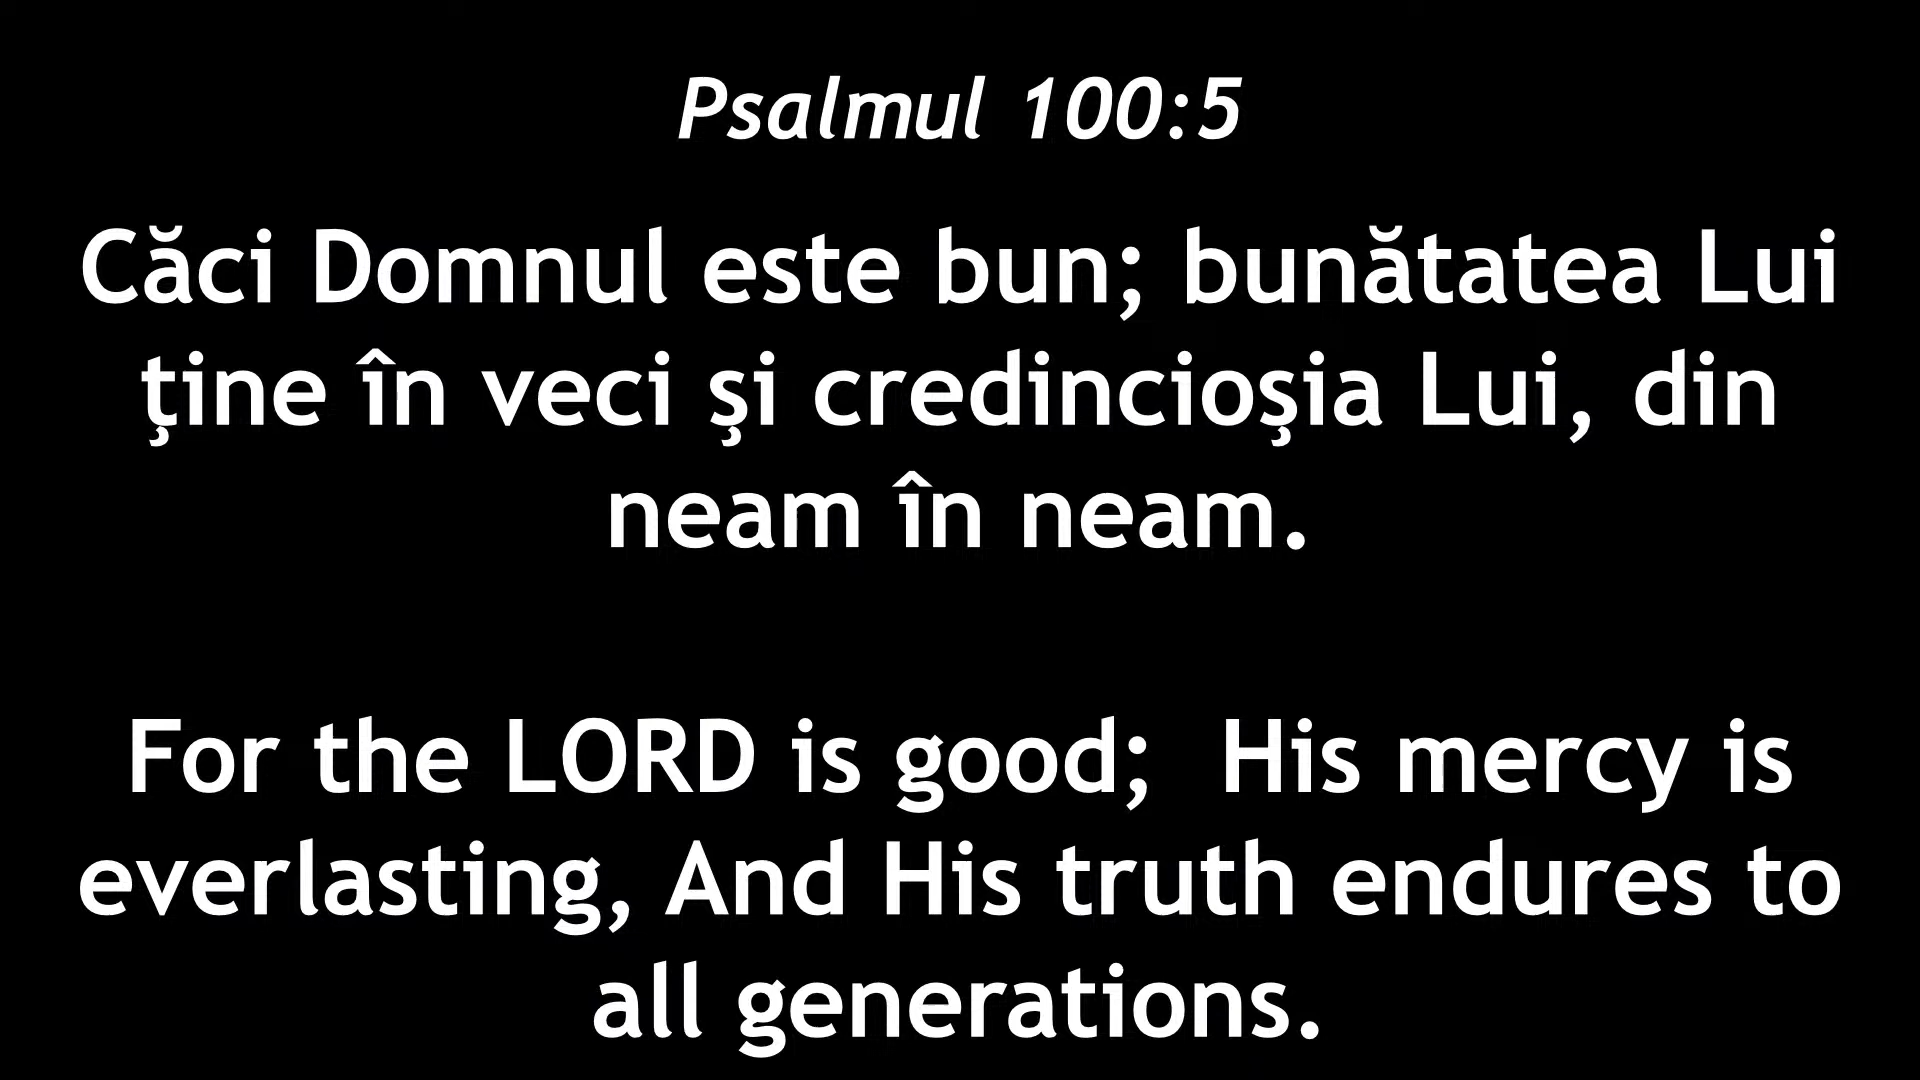 Psalmul 100:5
Căci Domnul este bun; bunătatea Lui
ţine în veci şi credincioşia Lui, din
neam în neam.
For the LORD is good;  His mercy is
everlasting, And His truth endures to
all generations.